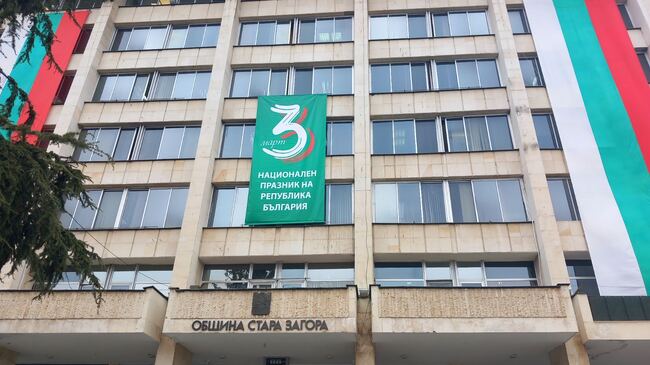 3
март
НАЦИОНАЛЕН
ПРАЗНИК НА
РЕПУБЛИКА
БЪЛГАРИЯ
ОБЩИНА СТАРА ЗАГОРА